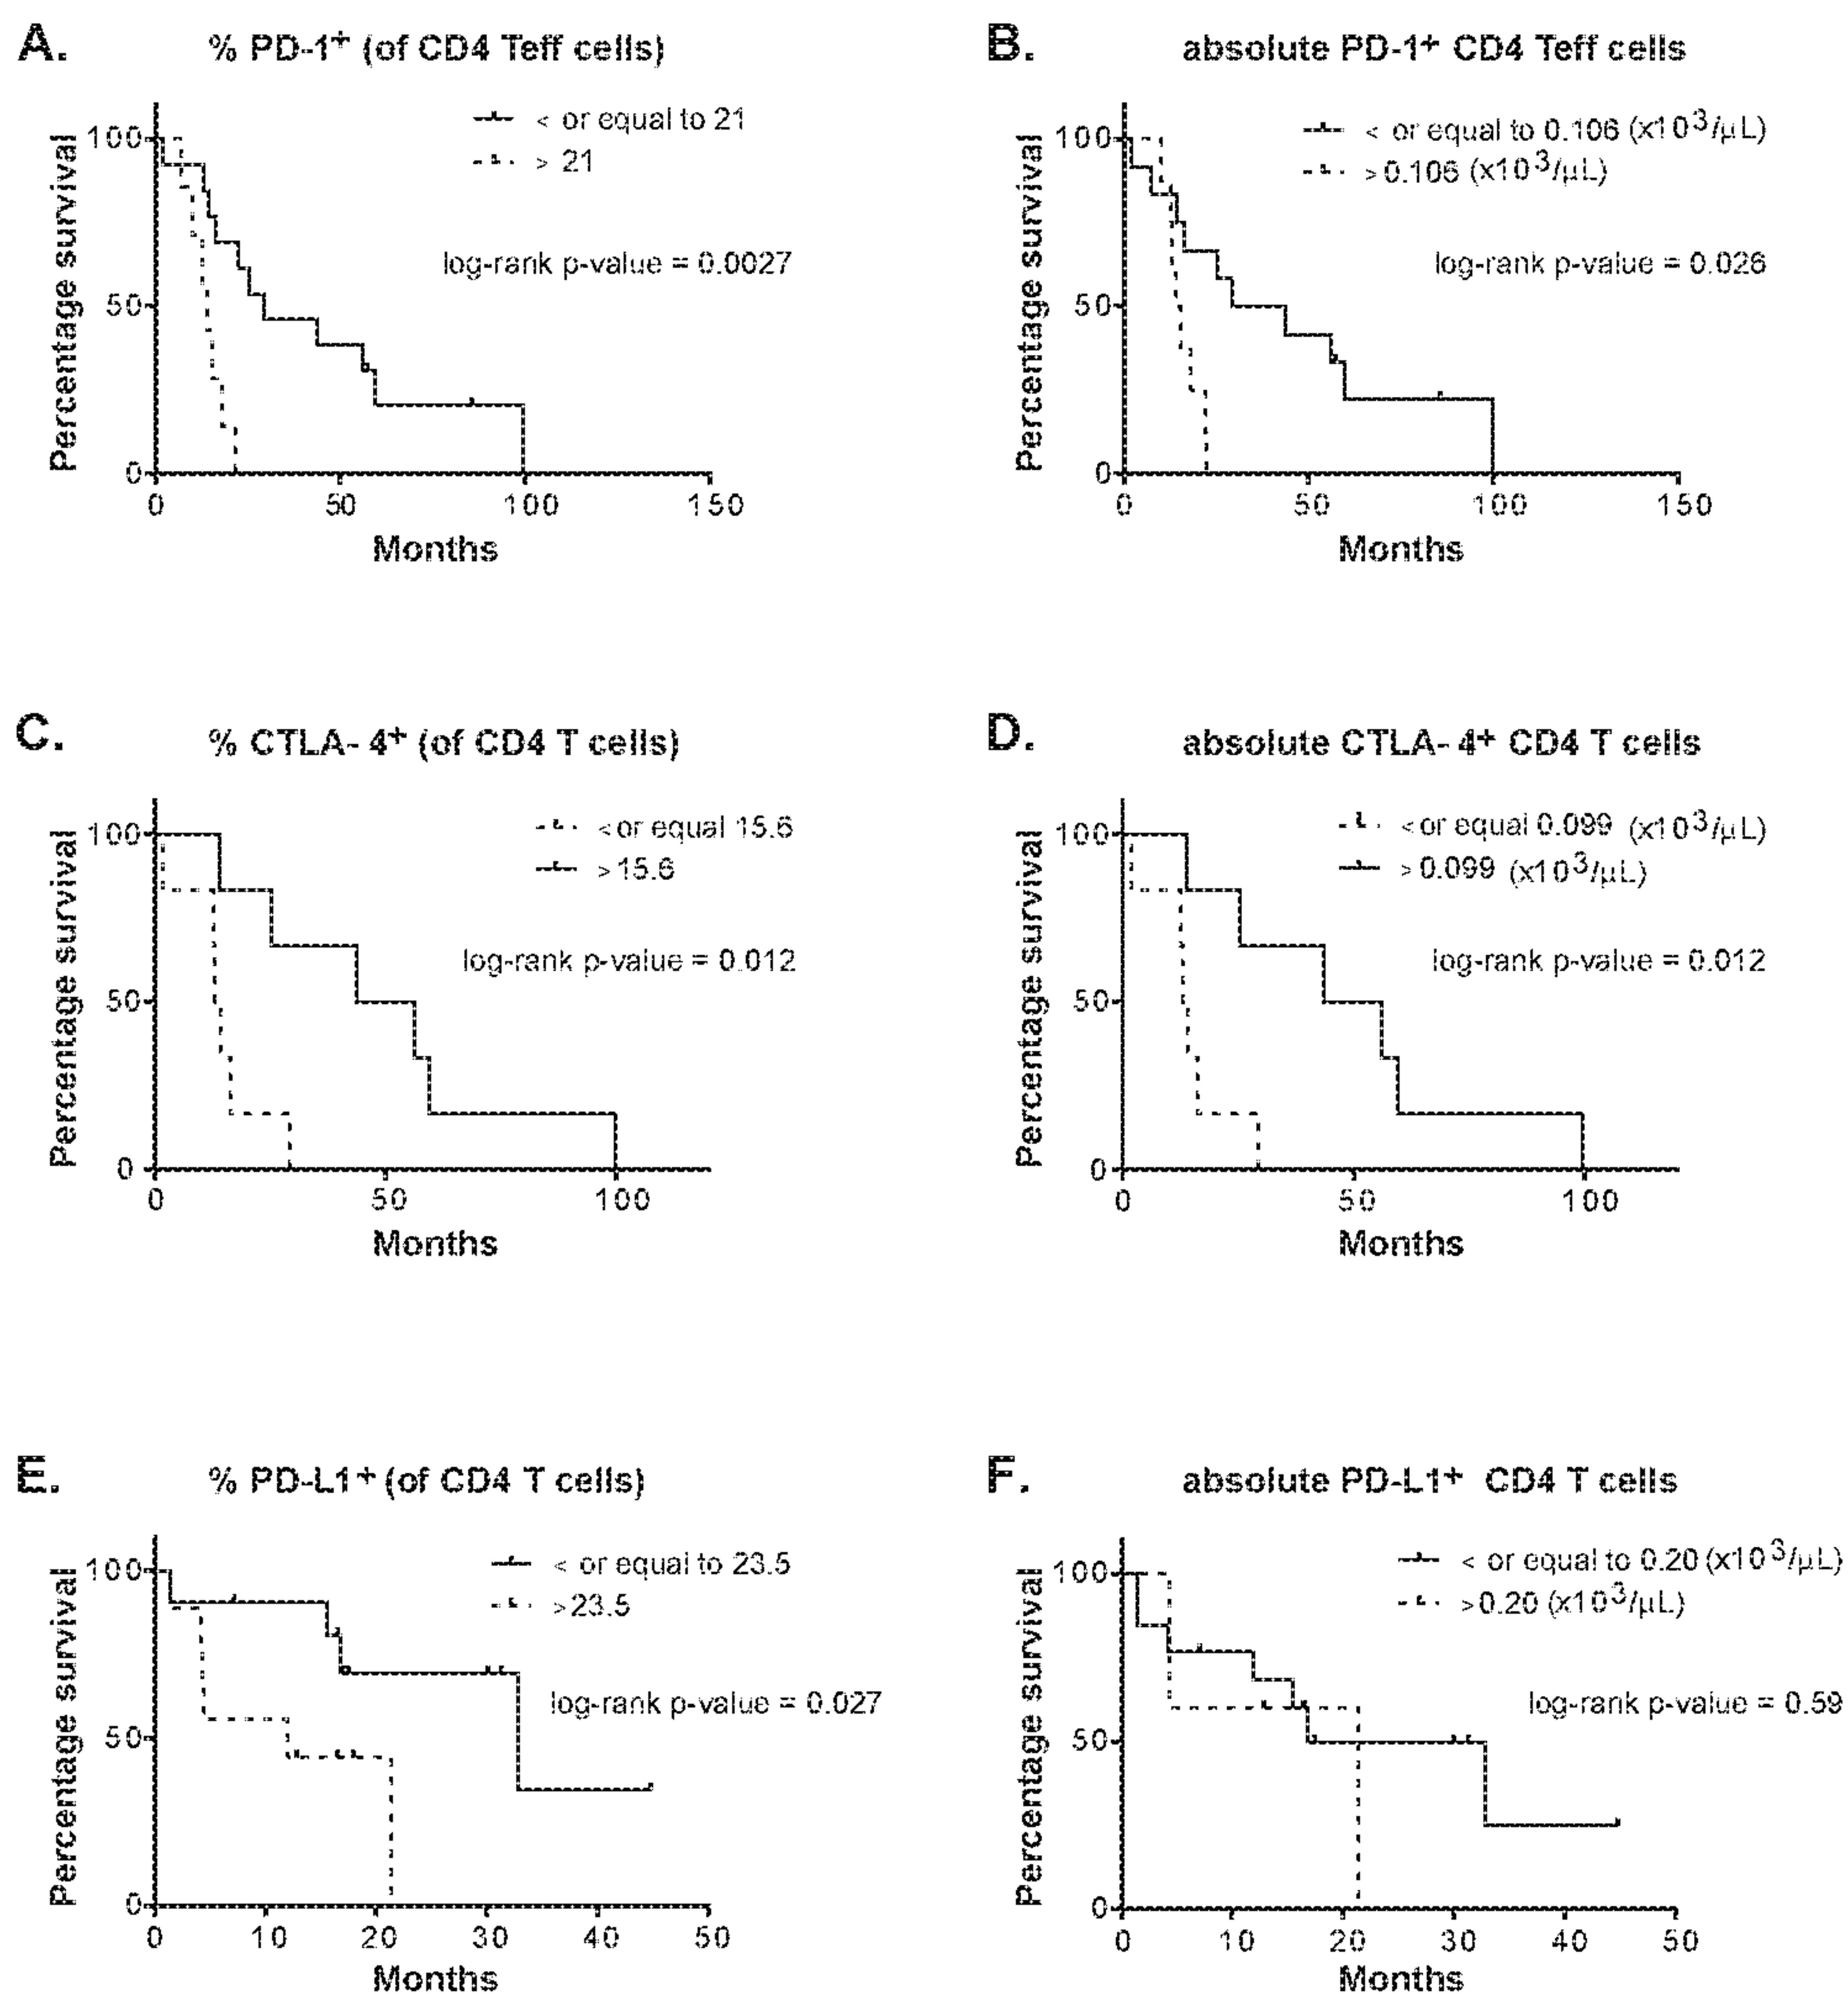 A.
% PD-1+ (of CD4 Teff cells)
< or equal to 21
> 21
log-rank p-value = 0.0027
Percentage survival
100
50
0
0 50 100 150
Months
B.
absolute PD-1+ CD4 Teff cells
< or equal to 0.106 (x10³/µL)
>0.106 (x10³/µL)
log-rank p-value = 0.026
Percentage survival
100
50
0
0 50 100 150
Months
C.
% CTLA- 4+ (of CD4 T cells)
<or equal 15.6
>15.6
log-rank p-value = 0.012
Percentage survival
100
50
0
0 50 100
Months
D.
absolute CTLA- 4+ CD4 T cells
<or equal 0.099 (x10³/µL)
>0.099 (x10³/µL)
log-rank p-value = 0.012
Percentage survival
100
50
0
0 50 100
Months
E.
% PD-L1+ (of CD4 T cells)
< or equal to 23.5
>23.5
log-rank p-value = 0.027
Percentage survival
100
50
0
0 10 20 30 40 50
Months
F.
absolute PD-L1+ CD4 T cells
< or equal to 0.20 (x10³/µL)
>0.20 (x10³/µL)
log-rank p-value = 0.59
Percentage survival
100
50
0
0 10 20 30 40 50
Months